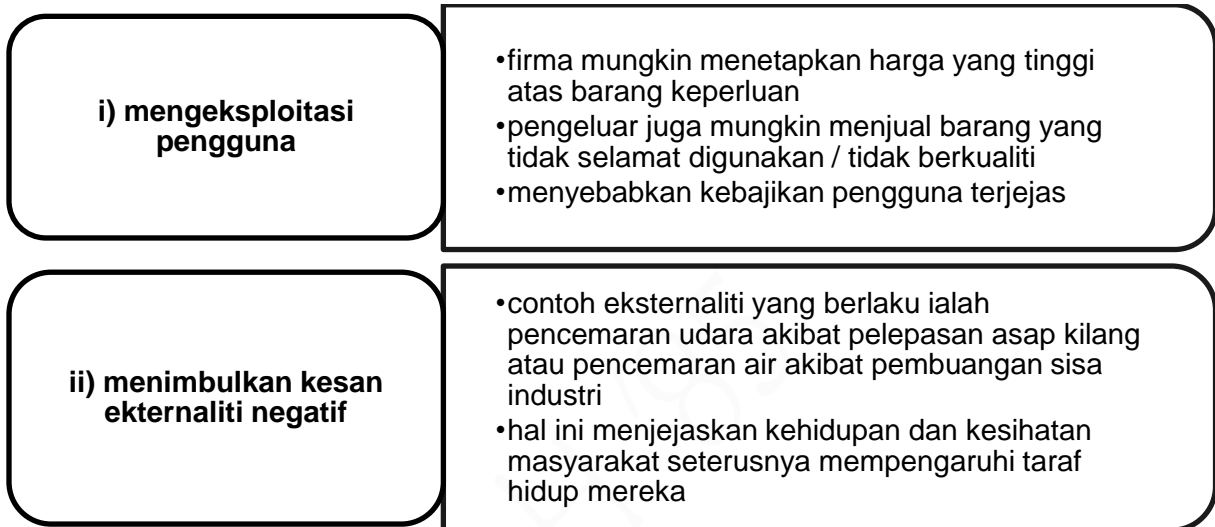 i) mengeksploitasi
pengguna
•firma mungkin menetapkan harga yang tinggi
atas barang keperluan
•pengeluar juga mungkin menjual barang yang
tidak selamat digunakan / tidak berkualiti
•menyebabkan kebajikan pengguna terjejas
ii) menimbulkan kesan
ekternaliti negatif
•contoh eksternaliti yang berlaku ialah
pencemaran udara akibat pelepasan asap kilang
atau pencemaran air akibat pembuangan sisa
industri
•hal ini menjejaskan kehidupan dan kesihatan
masyarakat seterusnya mempengaruhi taraf
hidup mereka